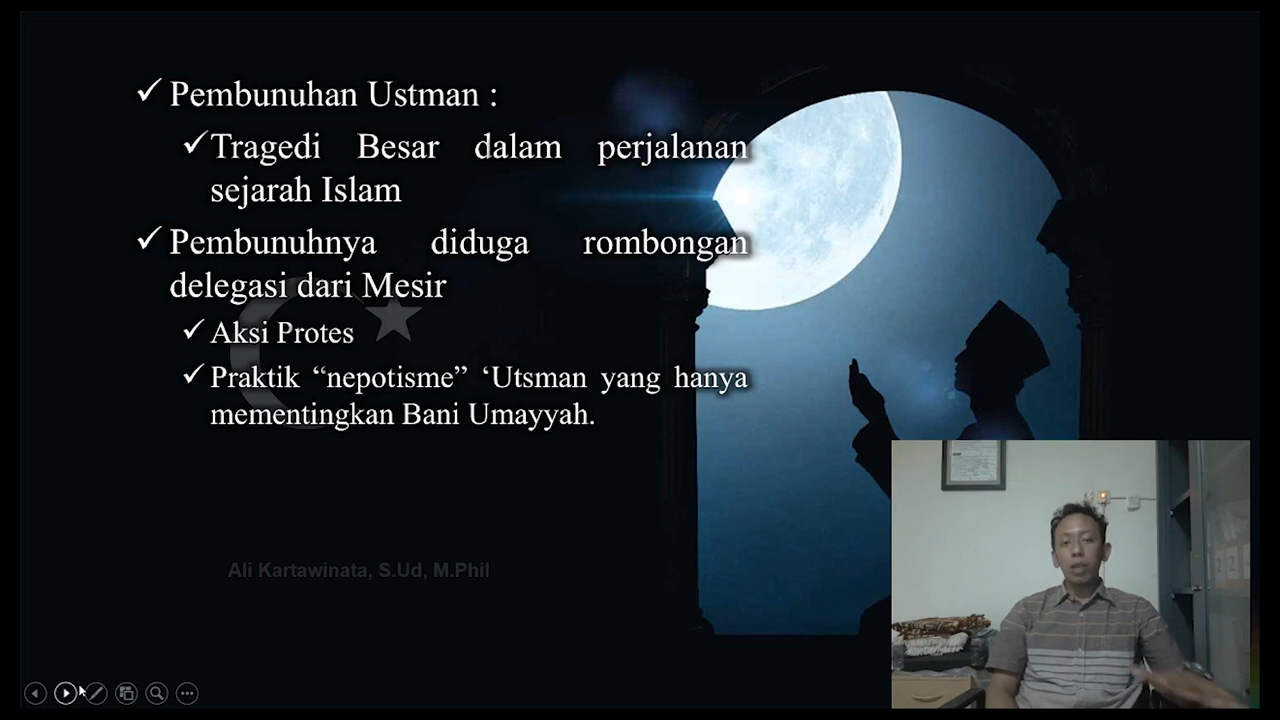 ✓ Pembunuhan Ustman :
✓ Tragedi Besar dalam perjalanan
sejarah Islam
✓ Pembunuhnya diduga rombongan
delegasi dari Mesir
✓ Aksi Protes
✓ Praktik “nepotisme” ‘Utsman yang hanya
mementingkan Bani Umayyah.
Ali Kartawinata, S.Ud, M.Phil